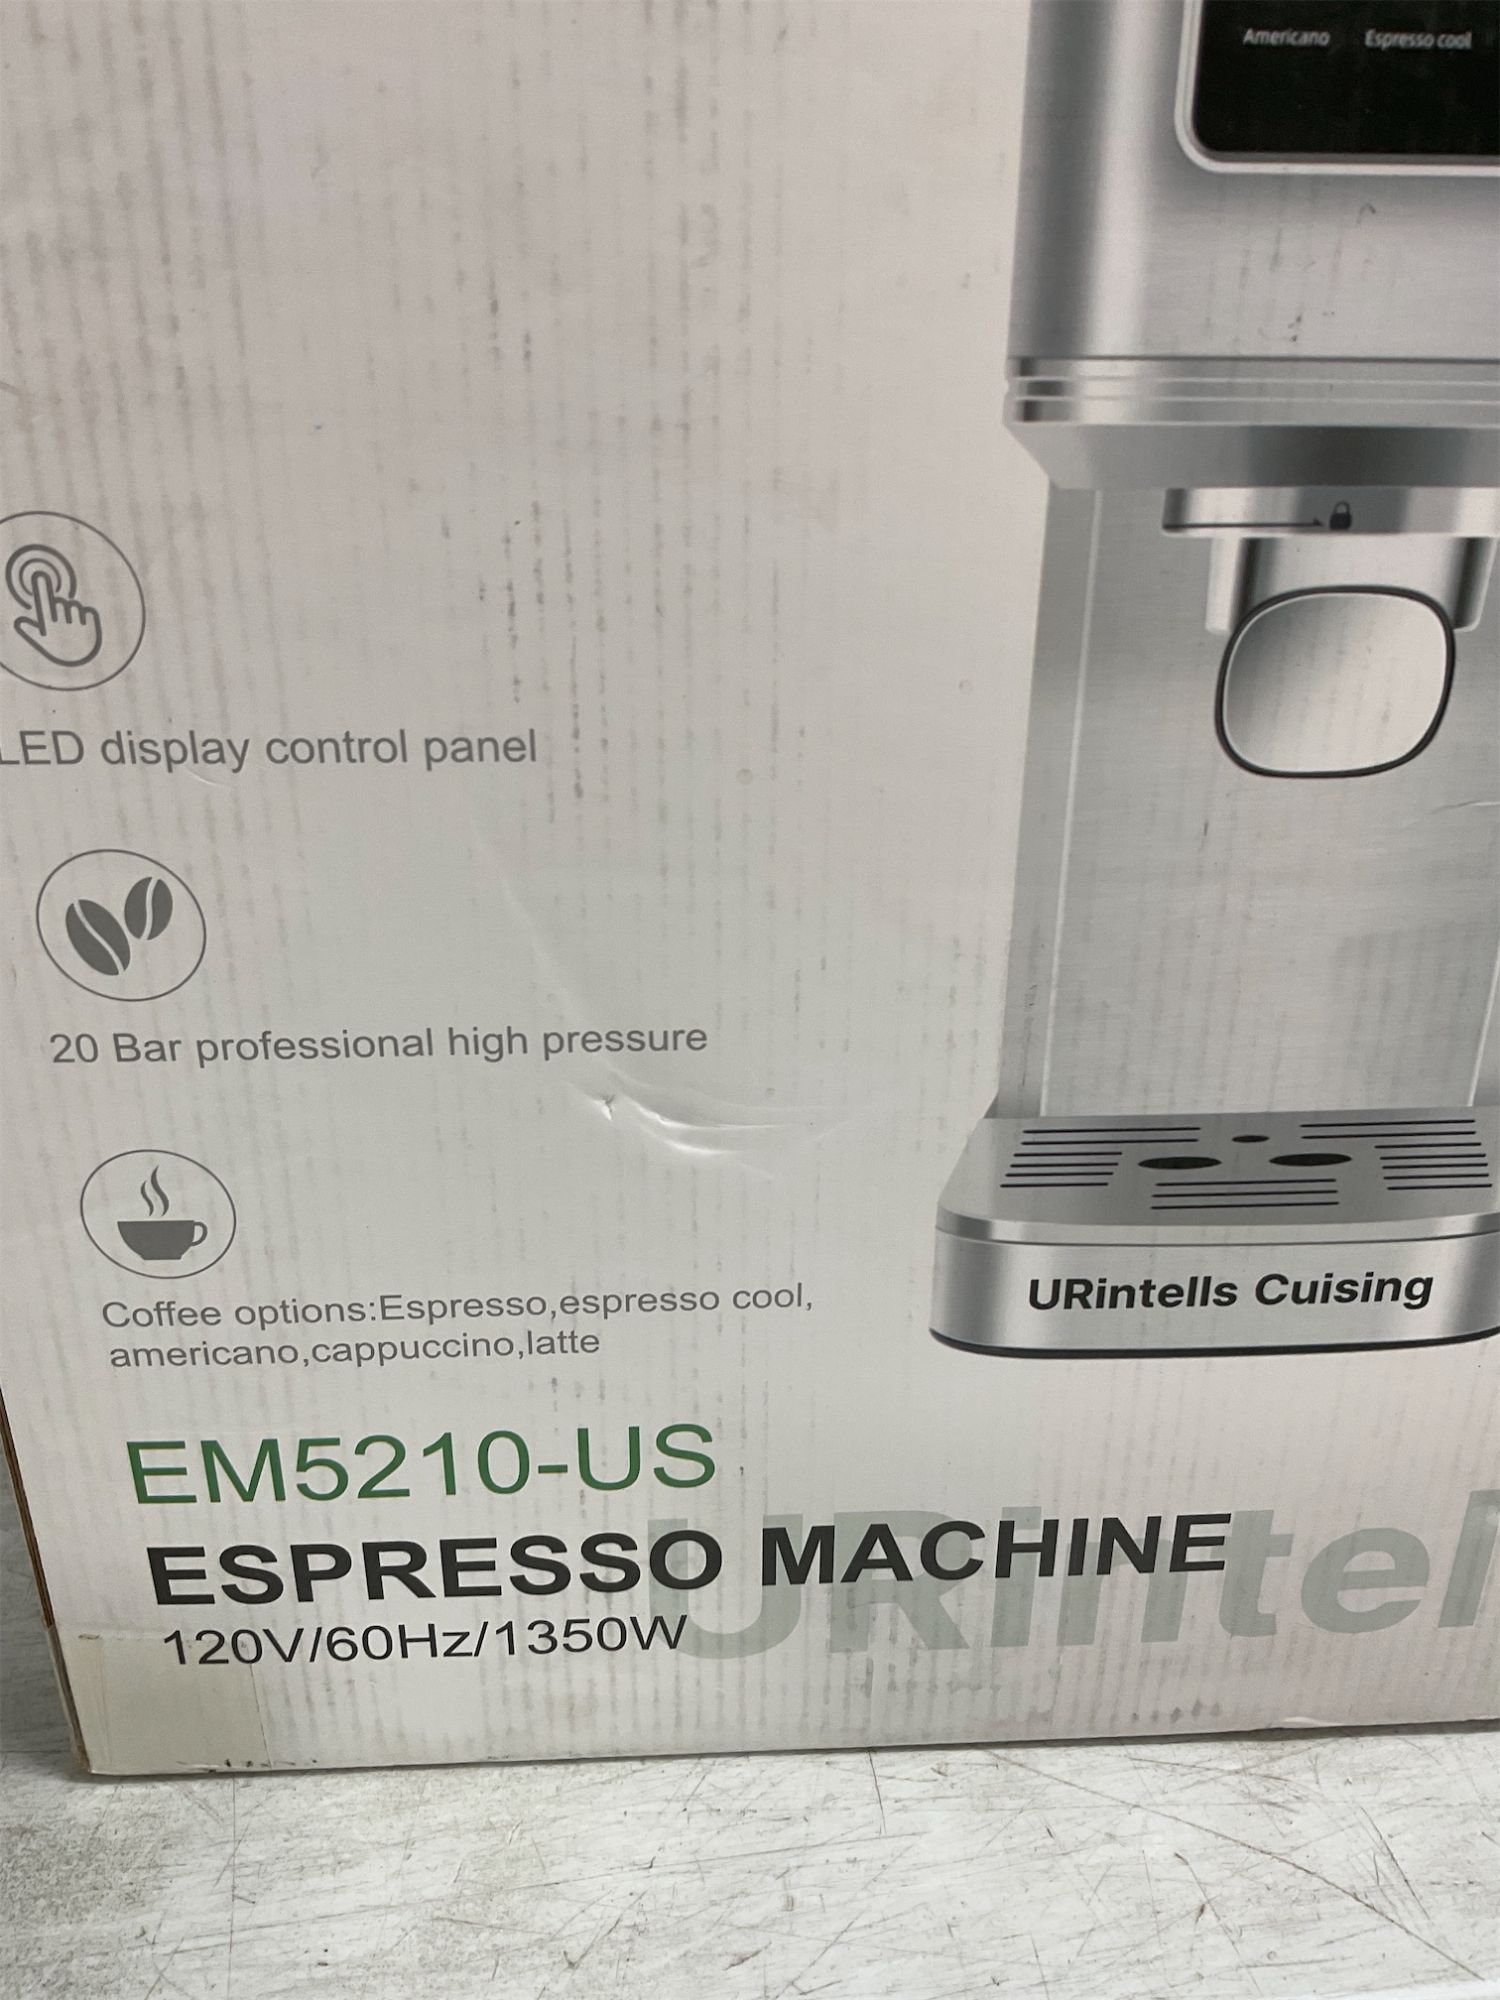 Americano Espresso cool
LED display control panel
20 Bar professional high pressure
Coffee options:Espresso,espresso cool,
americano,cappuccino,latte
URintells Cuising
EM5210-US
ESPRESSO MACHINE
URintel
120V/60Hz/1350W